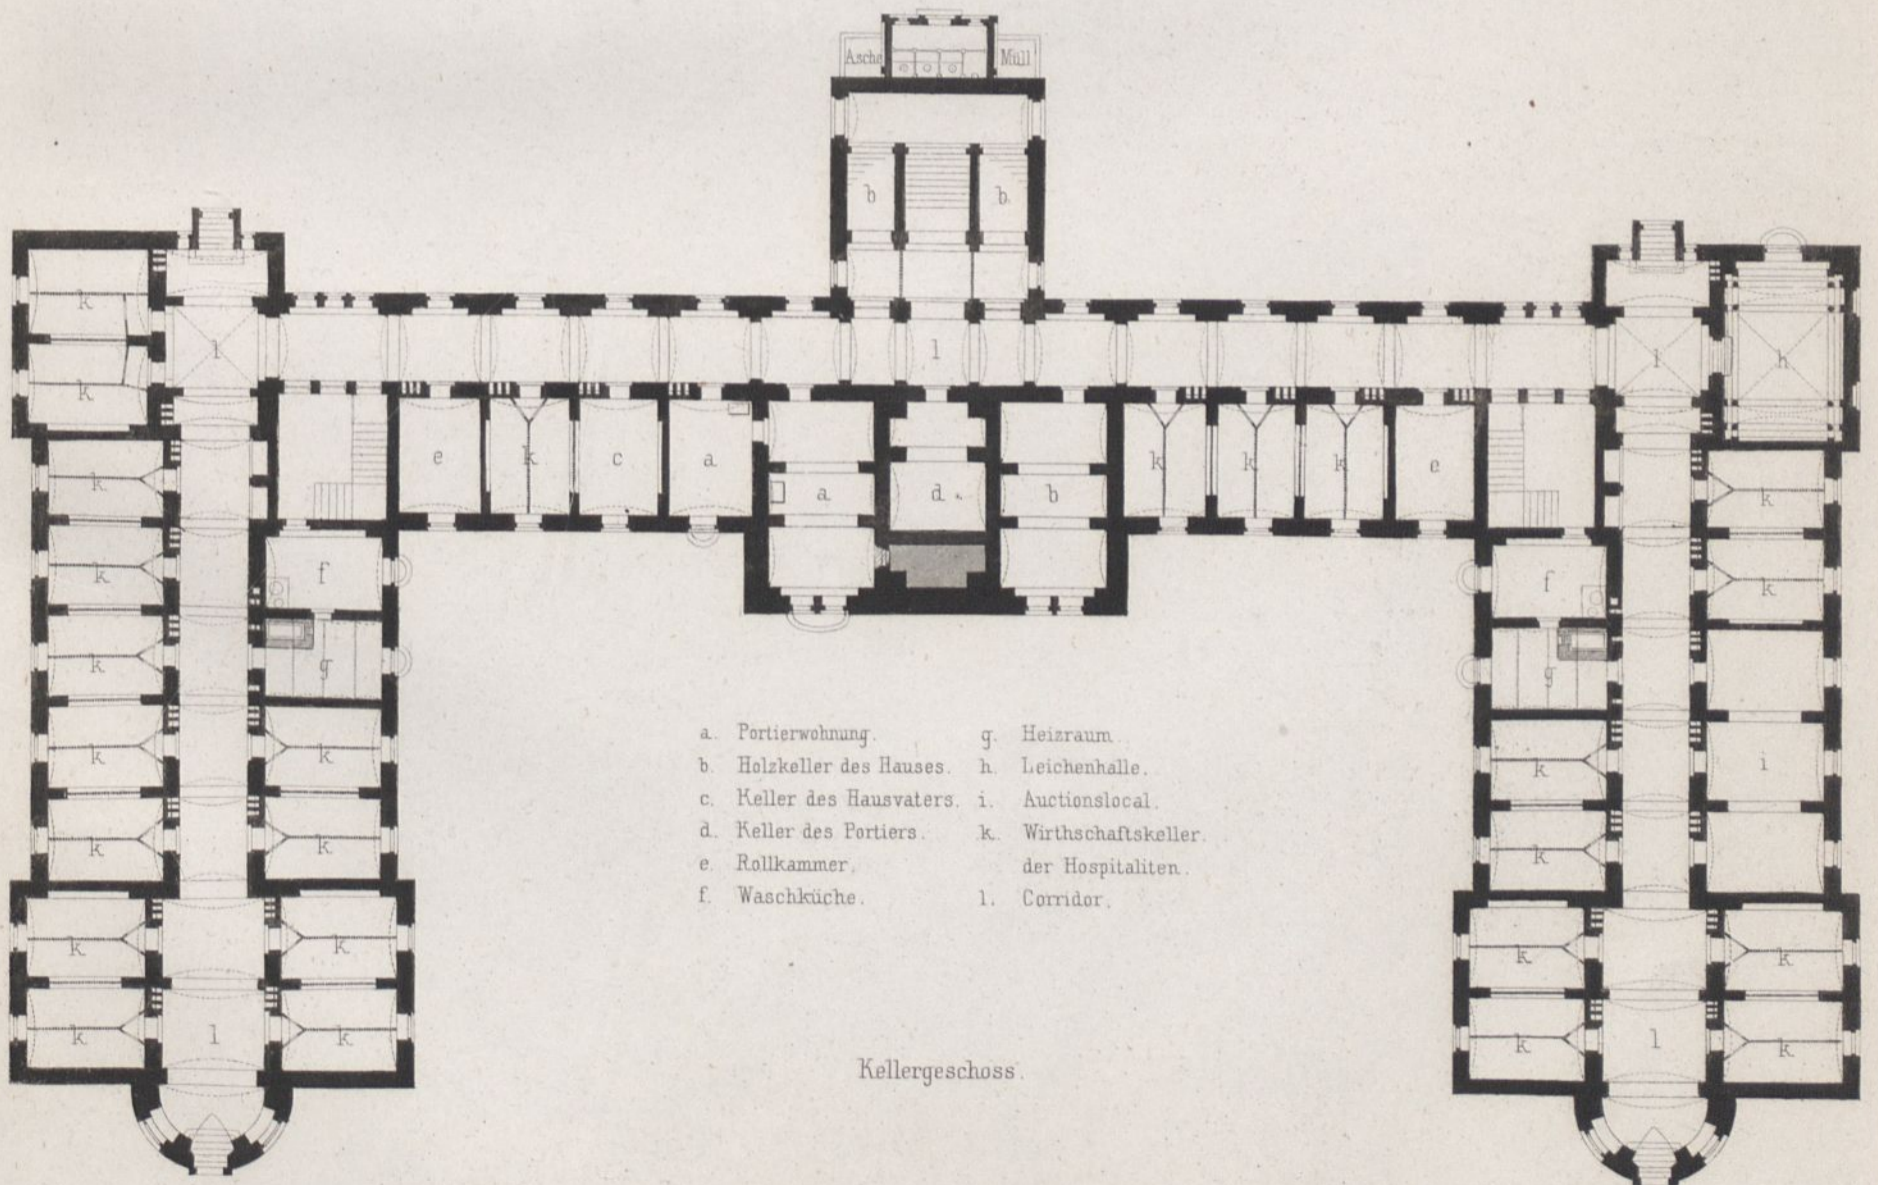 Asche Müll
b b.
k
l l l h
k
e k c a a d b k k k e
k k
k f f k
k g g
k k k i
k k k
k k k k
k l k k l k
a. Portierwohnung.
b. Holzkeller des Hauses.
c. Keller des Hausvaters.
d. Keller des Portiers.
e. Rollkammer.
f. Waschküche.
g. Heizraum.
h. Leichenhalle.
i. Auctionslocal.
k. Wirthschaftskeller.
der Hospitaliten.
l. Corridor.
Kellergeschoss.